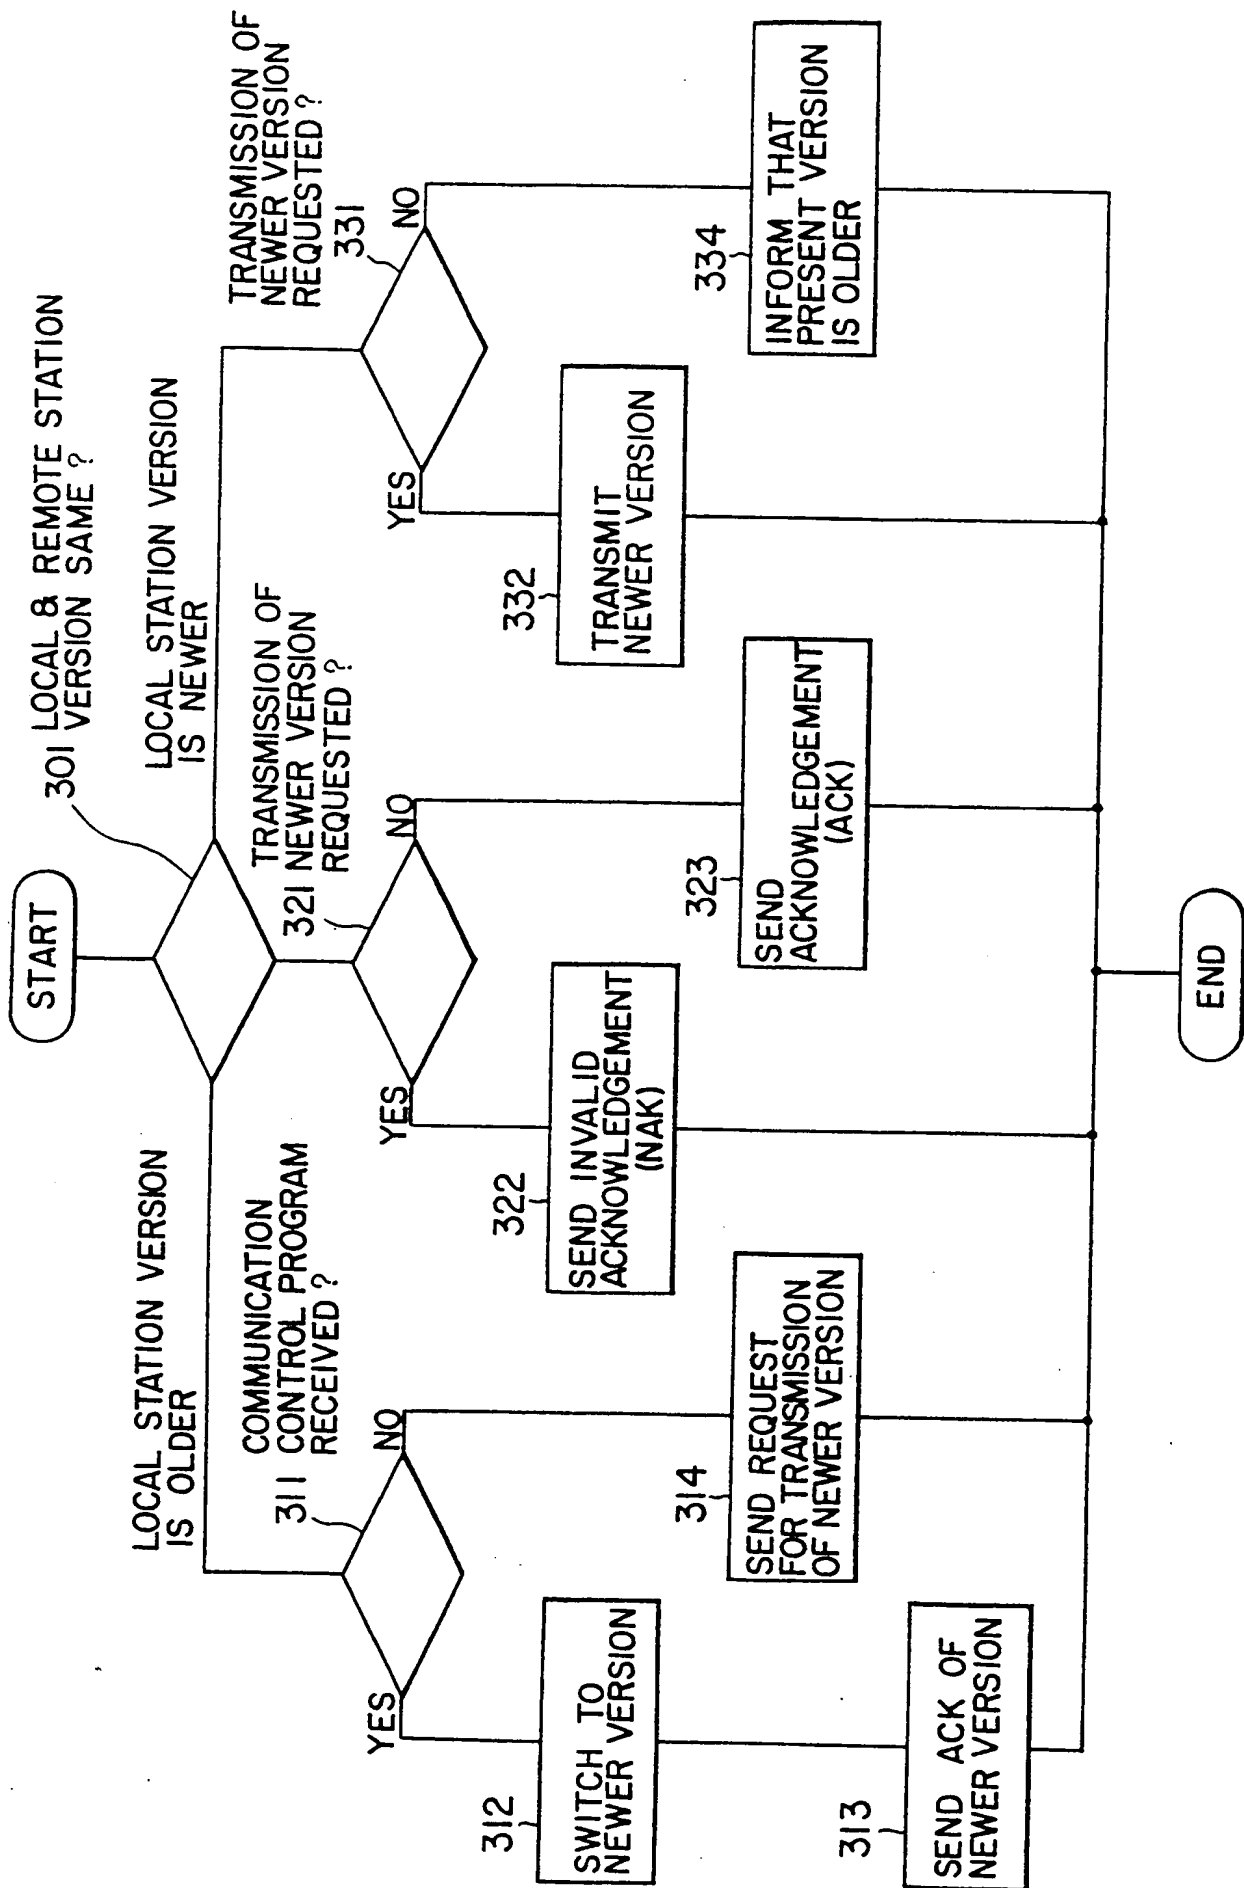 START
301 LOCAL & REMOTE STATION
VERSION SAME ?
LOCAL STATION VERSION
IS OLDER
LOCAL STATION VERSION
IS NEWER
COMMUNICATION
311 CONTROL PROGRAM
RECEIVED ?
YES
NO
TRANSMISSION OF
321 NEWER VERSION
REQUESTED ?
YES
NO
TRANSMISSION OF
NEWER VERSION
REQUESTED ?
331
YES
NO
312
SWITCH TO
NEWER VERSION
313
SEND ACK OF
NEWER VERSION
314
SEND REQUEST
FOR TRANSMISSION
OF NEWER VERSION
322
SEND INVALID
ACKNOWLEDGEMENT
(NAK)
323
SEND
ACKNOWLEDGEMENT
(ACK)
332
TRANSMIT
NEWER VERSION
334
INFORM THAT
PRESENT VERSION
IS OLDER
END